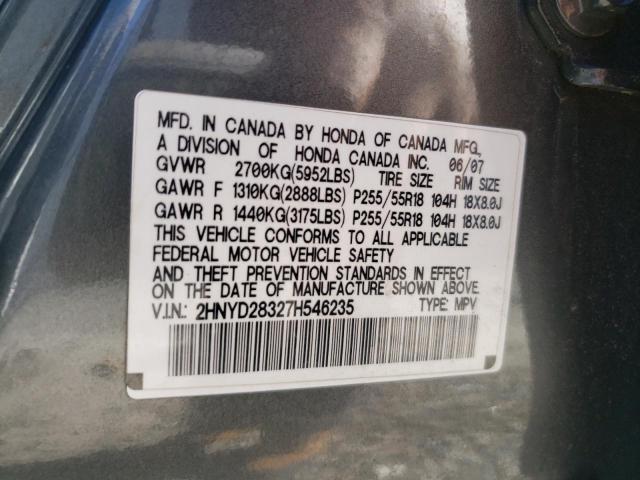 MFD. IN CANADA BY HONDA OF CANADA MFG.,
A DIVISION OF HONDA CANADA INC. 06/07
GVWR 2700KG(5952LBS) TIRE SIZE RIM SIZE
GAWR F 1310KG(2888LBS) P255/55R18 104H 18X8.0J
GAWR R 1440KG(3175LBS) P255/55R18 104H 18X8.0J
THIS VEHICLE CONFORMS TO ALL APPLICABLE
FEDERAL MOTOR VEHICLE SAFETY
AND THEFT PREVENTION STANDARDS IN EFFECT
ON THE DATE OF MANUFACTURE SHOWN ABOVE.
V.I.N.: 2HNYD28327H546235 TYPE: MPV